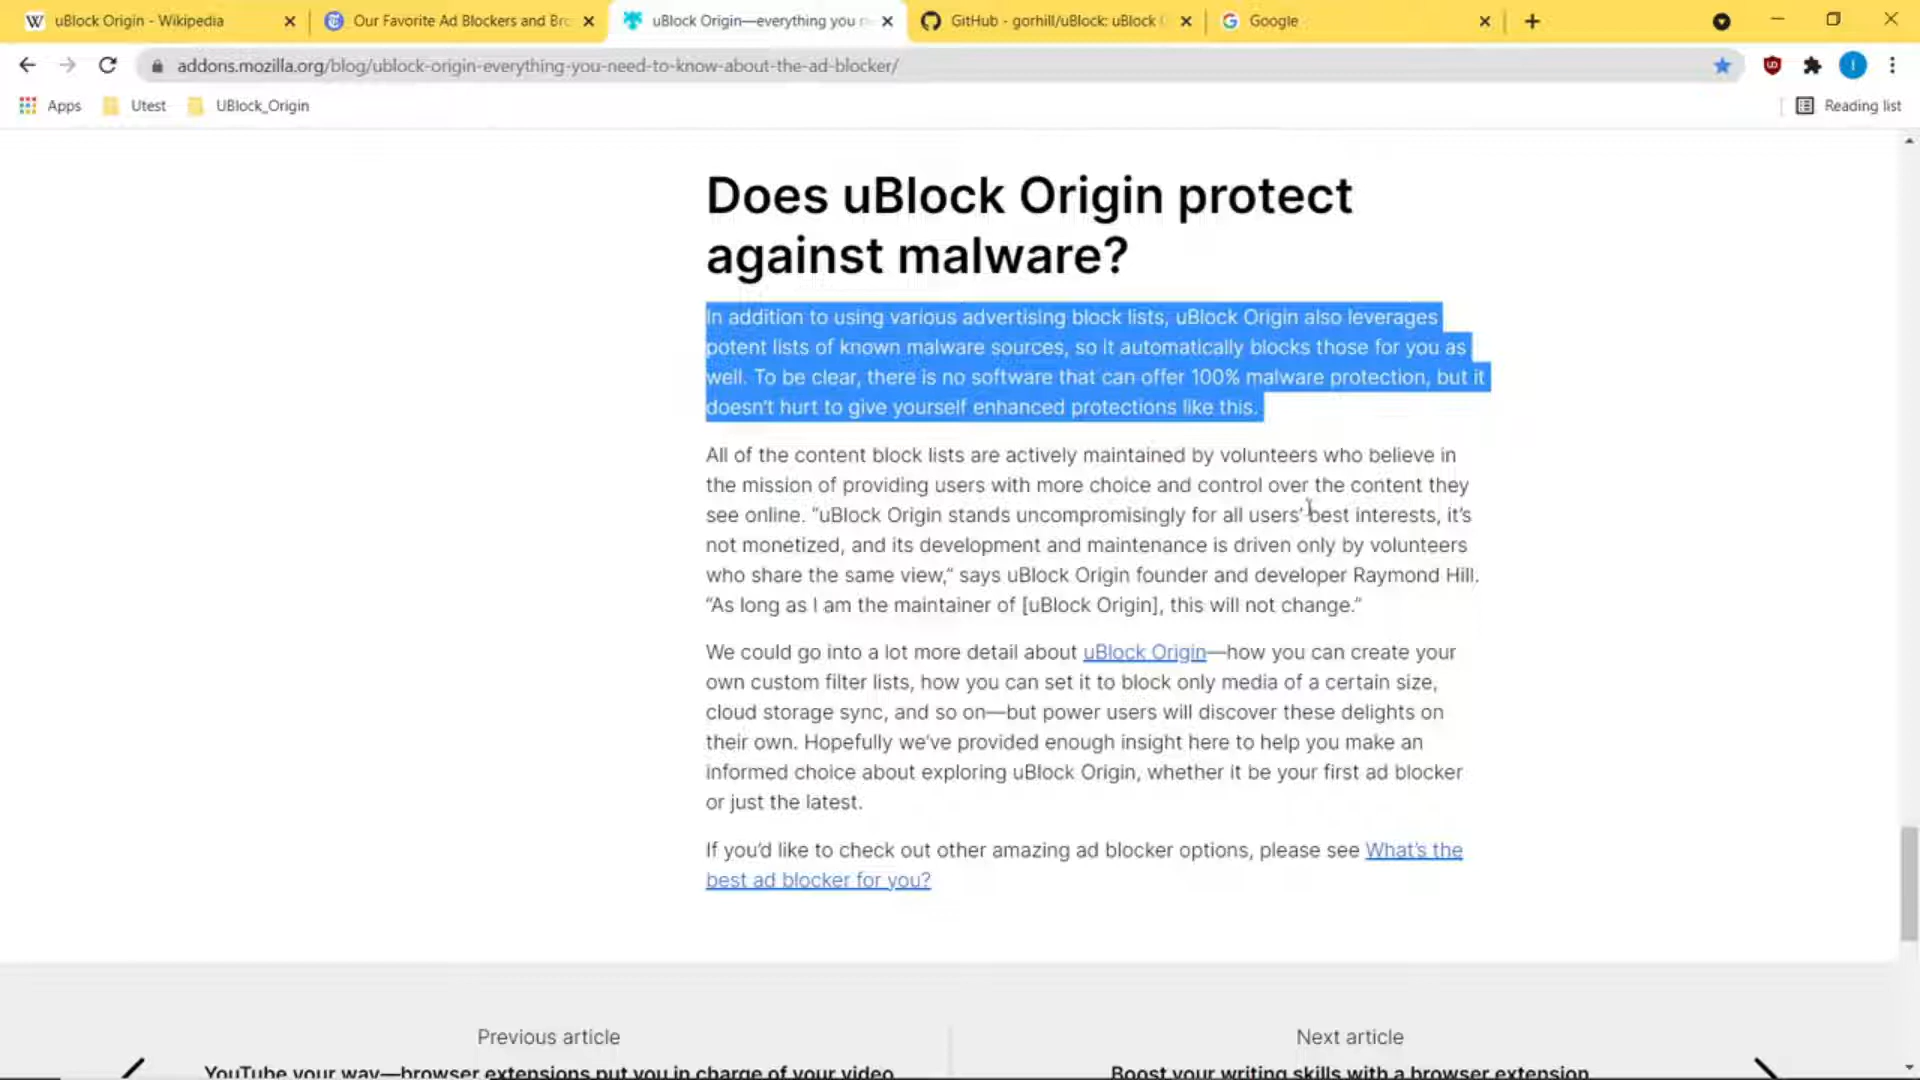 uBlock Origin - Wikipedia
Our Favorite Ad Blockers and Bro
uBlock Origin—everything you n
GitHub - gorhill/uBlock: uBlock O
Google
addons.mozilla.org/blog/ublock-origin-everything-you-need-to-know-about-the-ad-blocker/
Apps
Utest
UBlock_Origin
Reading list
Does uBlock Origin protect
against malware?
In addition to using various advertising block lists, uBlock Origin also leverages
potent lists of known malware sources, so it automatically blocks those for you as
well. To be clear, there is no software that can offer 100% malware protection, but it
doesn't hurt to give yourself enhanced protections like this.
All of the content block lists are actively maintained by volunteers who believe in
the mission of providing users with more choice and control over the content they
see online. “uBlock Origin stands uncompromisingly for all users’ best interests, it’s
not monetized, and its development and maintenance is driven only by volunteers
who share the same view,” says uBlock Origin founder and developer Raymond Hill.
“As long as I am the maintainer of [uBlock Origin], this will not change.”
We could go into a lot more detail about uBlock Origin—how you can create your
own custom filter lists, how you can set it to block only media of a certain size,
cloud storage sync, and so on—but power users will discover these delights on
their own. Hopefully we’ve provided enough insight here to help you make an
informed choice about exploring uBlock Origin, whether it be your first ad blocker
or just the latest.
If you’d like to check out other amazing ad blocker options, please see What’s the
best ad blocker for you?
Previous article
Next article
YouTube your way—browser extensions put you in charge of your video
Boost your writing skills with a browser extension